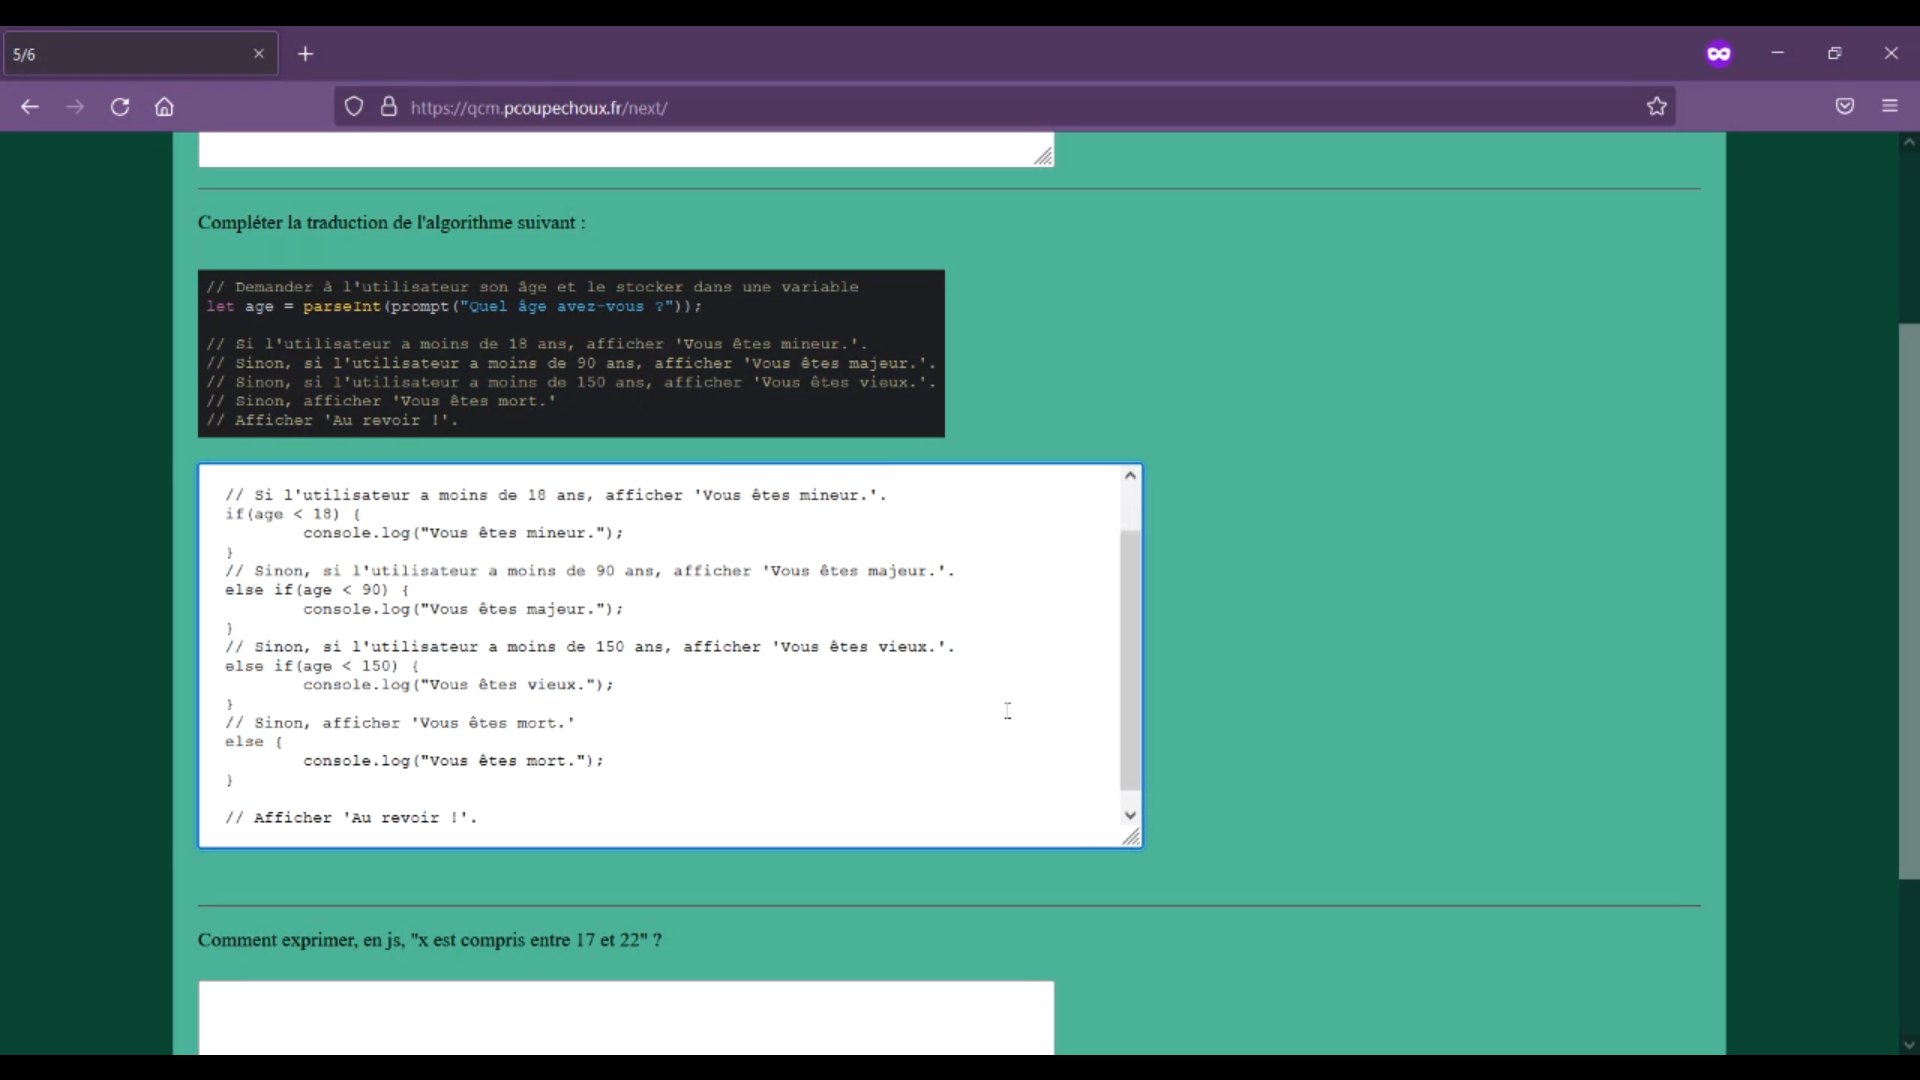 5/6
https://qcm.pcoupechoux.fr/next/
Compléter la traduction de l'algorithme suivant :
// Demander à l'utilisateur son âge et le stocker dans une variable
let age = parseInt(prompt("Quel âge avez-vous ?"));
// Si l'utilisateur a moins de 18 ans, afficher 'Vous êtes mineur.'.
// Sinon, si l'utilisateur a moins de 90 ans, afficher 'Vous êtes majeur.'.
// Sinon, si l'utilisateur a moins de 150 ans, afficher 'Vous êtes vieux.'.
// Sinon, afficher 'Vous êtes mort.'
// Afficher 'Au revoir !'.
// Si l'utilisateur a moins de 18 ans, afficher 'Vous êtes mineur.'.
if(age < 18) {
console.log("Vous êtes mineur.");
}
// Sinon, si l'utilisateur a moins de 90 ans, afficher 'Vous êtes majeur.'.
else if(age < 90) {
console.log("Vous êtes majeur.");
}
// Sinon, si l'utilisateur a moins de 150 ans, afficher 'Vous êtes vieux.'.
else if(age < 150) {
console.log("Vous êtes vieux.");
}
// Sinon, afficher 'Vous êtes mort.'
else {
console.log("Vous êtes mort.");
}
// Afficher 'Au revoir !'.
Comment exprimer, en js, "x est compris entre 17 et 22" ?